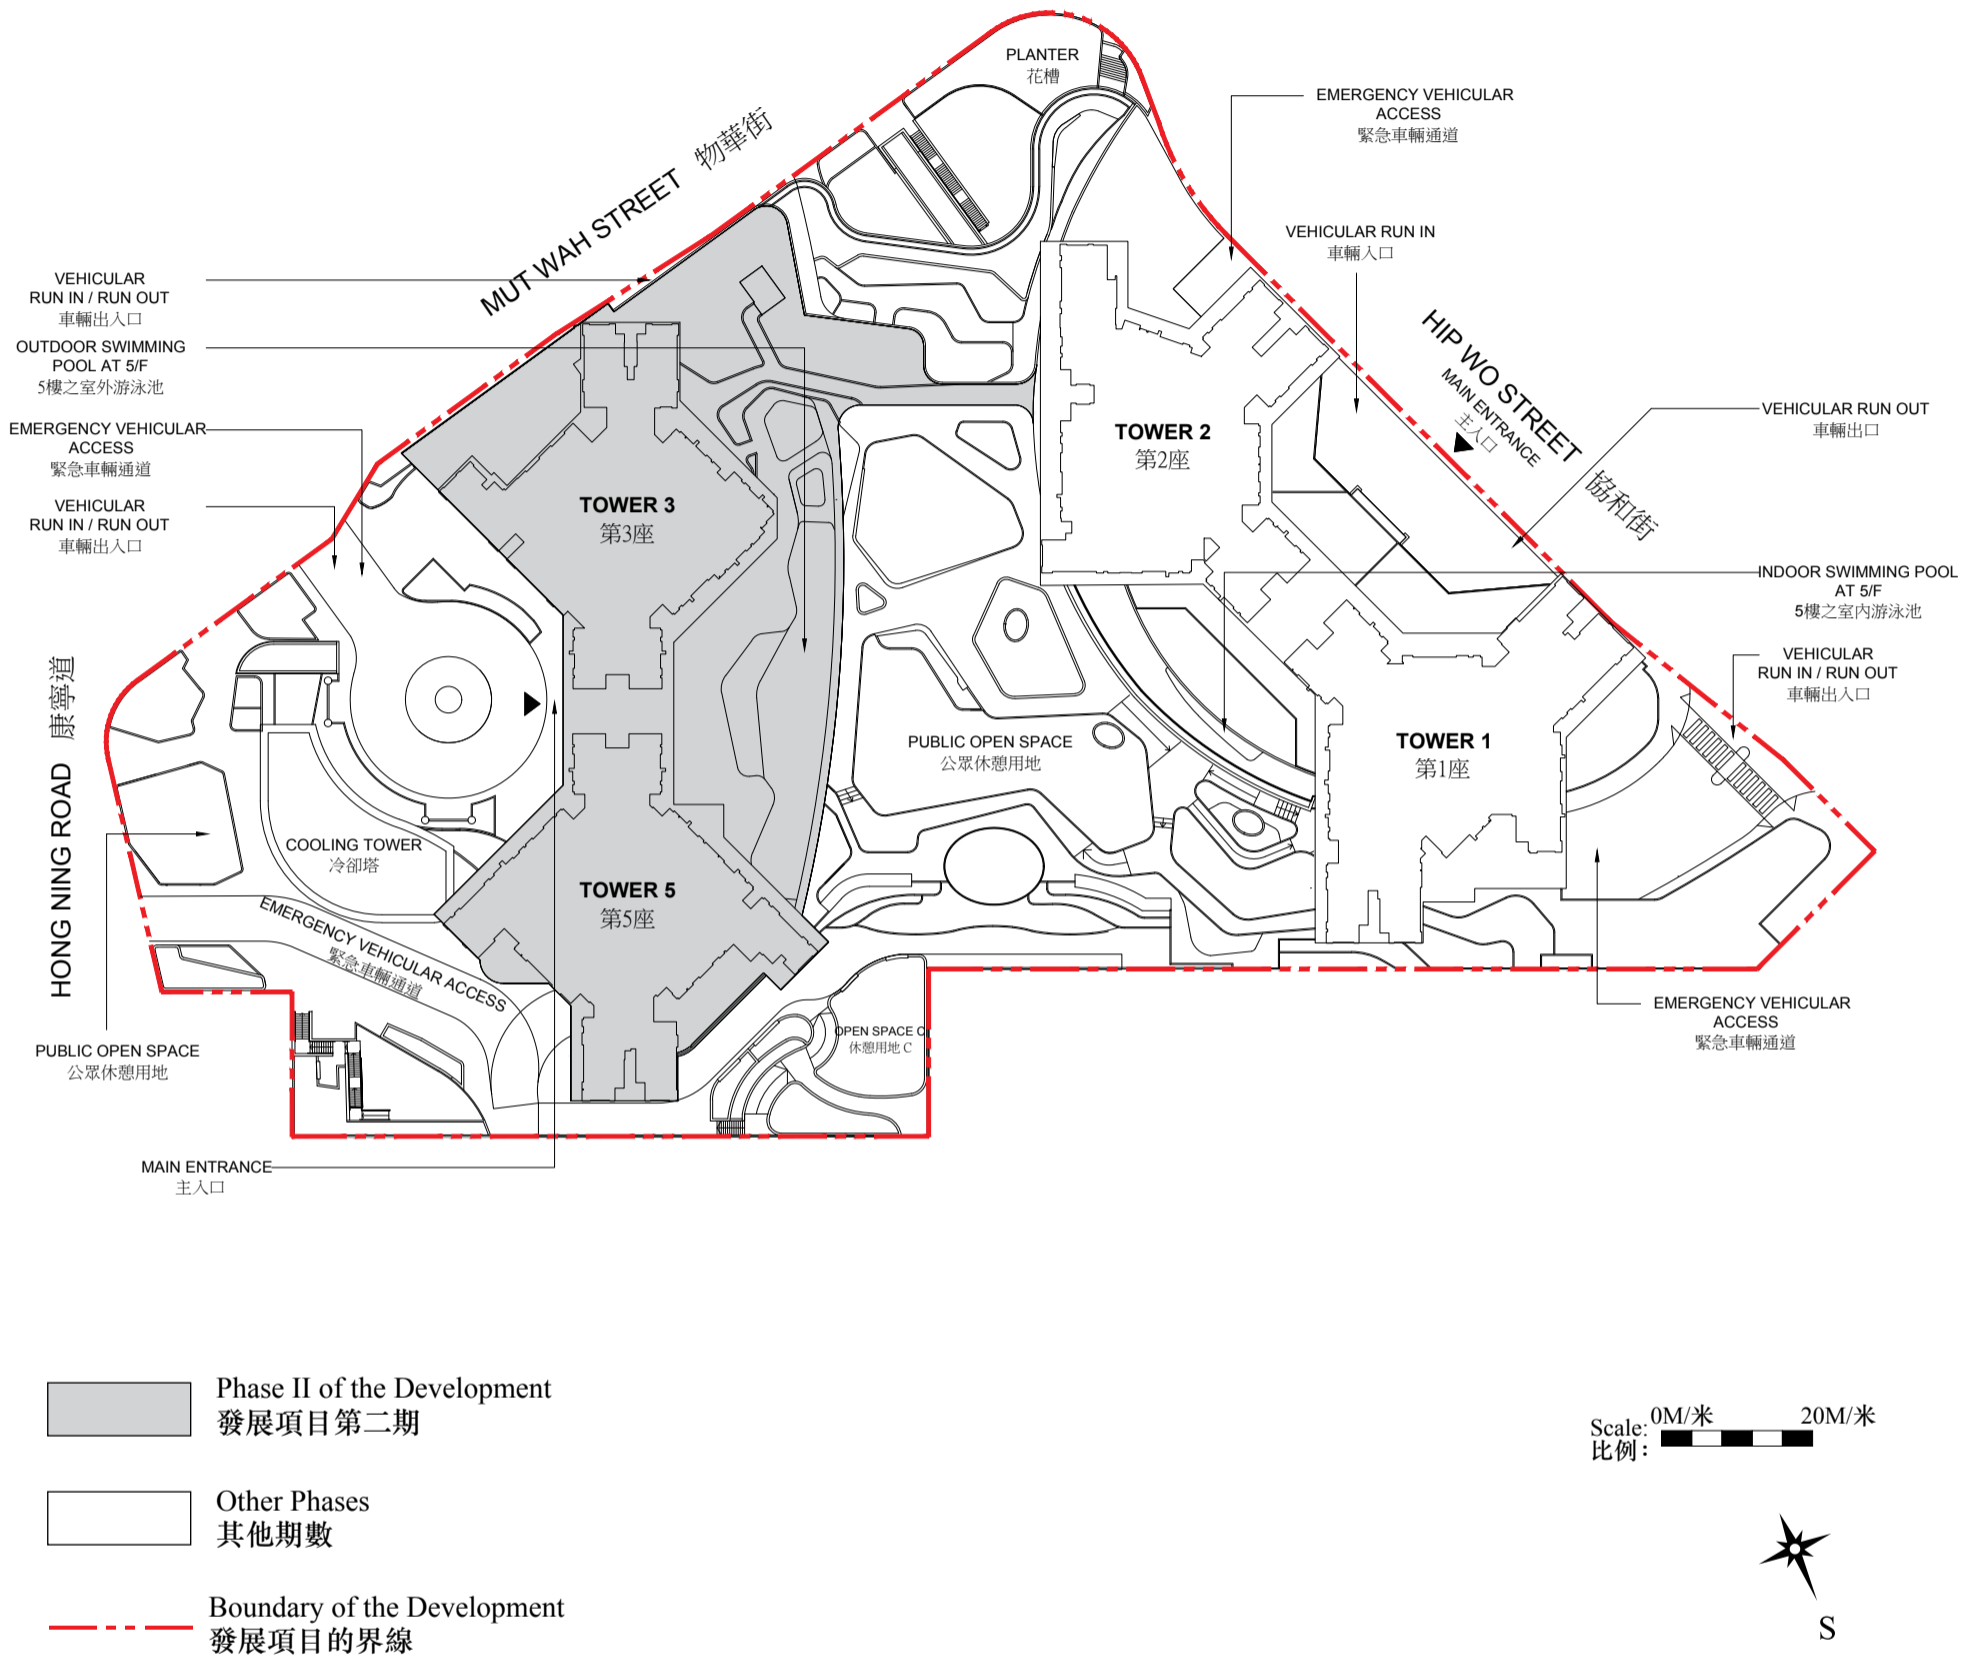 PLANTER
花槽
EMERGENCY VEHICULAR
ACCESS
緊急車輛通道
MUT WAH STREET 物華街
VEHICULAR RUN IN
車輛入口
VEHICULAR
RUN IN / RUN OUT
車輛出入口
OUTDOOR SWIMMING
POOL AT 5/F
5樓之室外游泳池
HIP WO STREET 協和街
MAIN ENTRANCE
主入口
VEHICULAR RUN OUT
車輛出口
EMERGENCY VEHICULAR
ACCESS
緊急車輛通道
TOWER 2
第2座
VEHICULAR
RUN IN / RUN OUT
車輛出入口
TOWER 3
第3座
INDOOR SWIMMING POOL
AT 5/F
5樓之室內游泳池
VEHICULAR
RUN IN / RUN OUT
車輛出入口
HONG NING ROAD 康寧道
PUBLIC OPEN SPACE
公眾休憩用地
TOWER 1
第1座
COOLING TOWER
冷卻塔
TOWER 5
第5座
EMERGENCY VEHICULAR ACCESS
緊急車輛通道
OPEN SPACE C
休憩用地 C
EMERGENCY VEHICULAR
ACCESS
緊急車輛通道
PUBLIC OPEN SPACE
公眾休憩用地
MAIN ENTRANCE
主入口
Phase II of the Development
發展項目第二期
Other Phases
其他期數
Boundary of the Development
發展項目的界線
Scale: 0M/米 20M/米
比例：
S